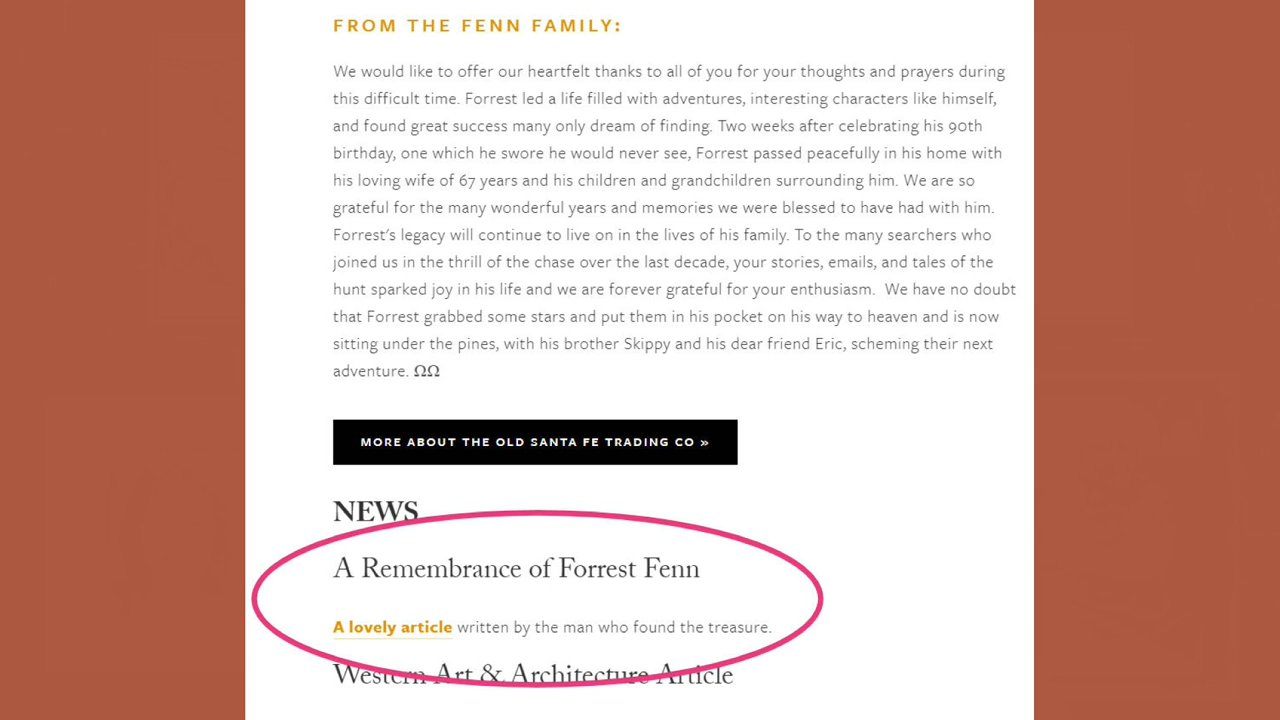 FROM THE FENN FAMILY:
We would like to offer our heartfelt thanks to all of you for your thoughts and prayers during
this difficult time. Forrest led a life filled with adventures, interesting characters like himself,
and found great success many only dream of finding. Two weeks after celebrating his 90th
birthday, one which he swore he would never see, Forrest passed peacefully in his home with
his loving wife of 67 years and his children and grandchildren surrounding him. We are so
grateful for the many wonderful years and memories we were blessed to have had with him.
Forrest's legacy will continue to live on in the lives of his family. To the many searchers who
joined us in the thrill of the chase over the last decade, your stories, emails, and tales of the
hunt sparked joy in his life and we are forever grateful for your enthusiasm.  We have no doubt
that Forrest grabbed some stars and put them in his pocket on his way to heaven and is now
sitting under the pines, with his brother Skippy and his dear friend Eric, scheming their next
adventure. ΩΩ
MORE ABOUT THE OLD SANTA FE TRADING CO »
NEWS
A Remembrance of Forrest Fenn
A lovely article written by the man who found the treasure.
Western Art & Architecture Article